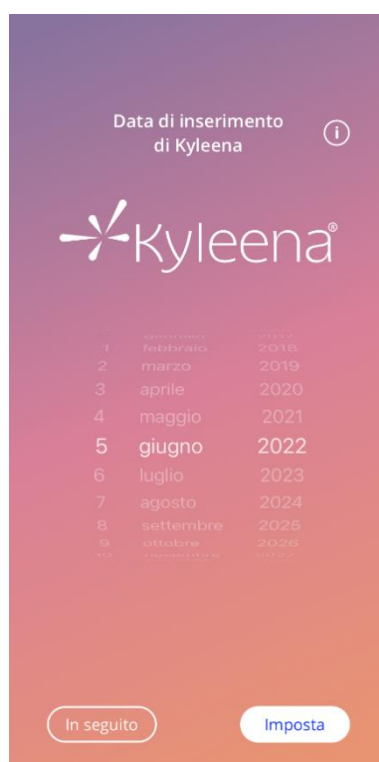 Data di inserimento
di Kyleena
Kyleena®
1 febbraio 2018
2 marzo 2019
3 aprile 2020
4 maggio 2021
5 giugno 2022
6 luglio 2023
7 agosto 2024
8 settembre 2025
9 ottobre 2026
In seguito Imposta